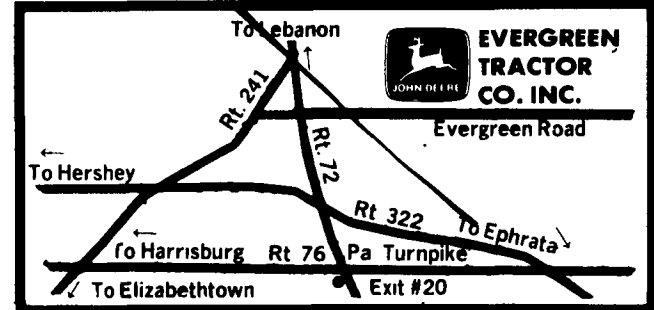 To Lebanon
EVERGREEN
TRACTOR
CO. INC.
JOHN DEERE
Rt. 241
Evergreen Road
Rt. 72
To Hershey
Rt 322
To Ephrata
To Harrisburg Rt 76 Pa Turnpike
To Elizabethtown Exit #20